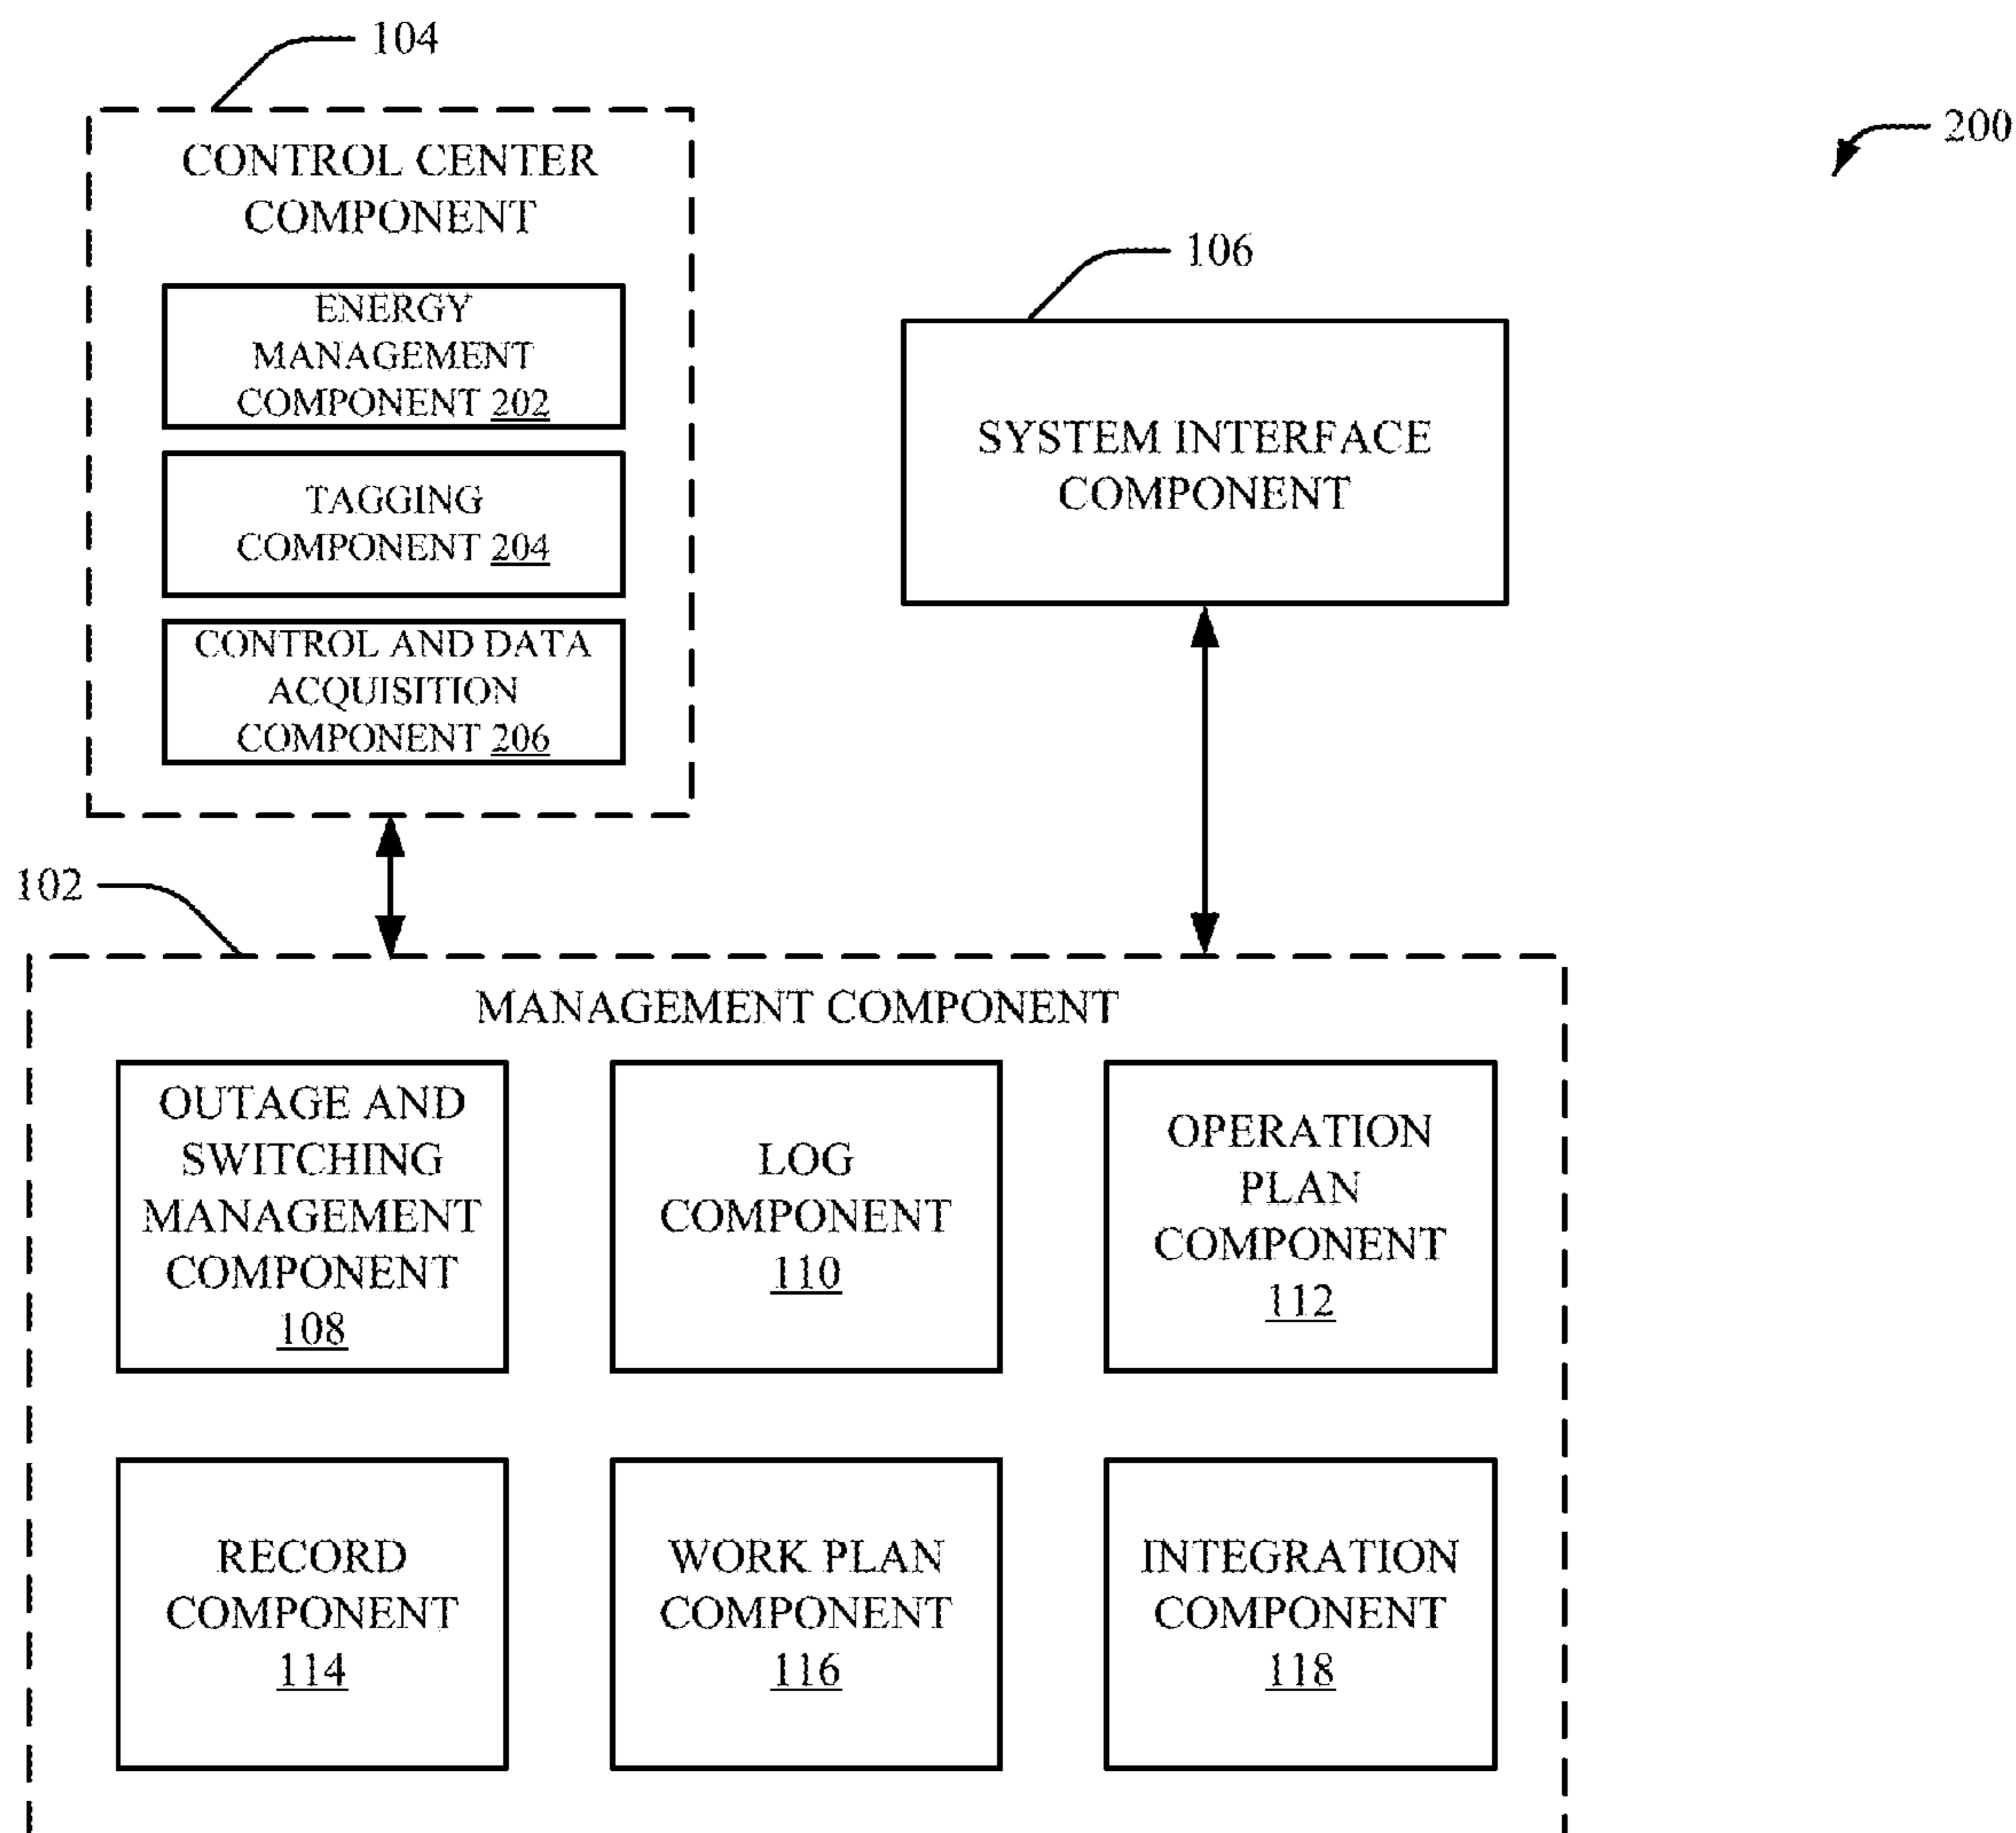 104
200
CONTROL CENTER
COMPONENT
ENERGY
MANAGEMENT
COMPONENT 202
TAGGING
COMPONENT 204
CONTROL AND DATA
ACQUISITION
COMPONENT 206
106
SYSTEM INTERFACE
COMPONENT
102
MANAGEMENT COMPONENT
OUTAGE AND
SWITCHING
MANAGEMENT
COMPONENT
108
LOG
COMPONENT
110
OPERATION
PLAN
COMPONENT
112
RECORD
COMPONENT
114
WORK PLAN
COMPONENT
116
INTEGRATION
COMPONENT
118